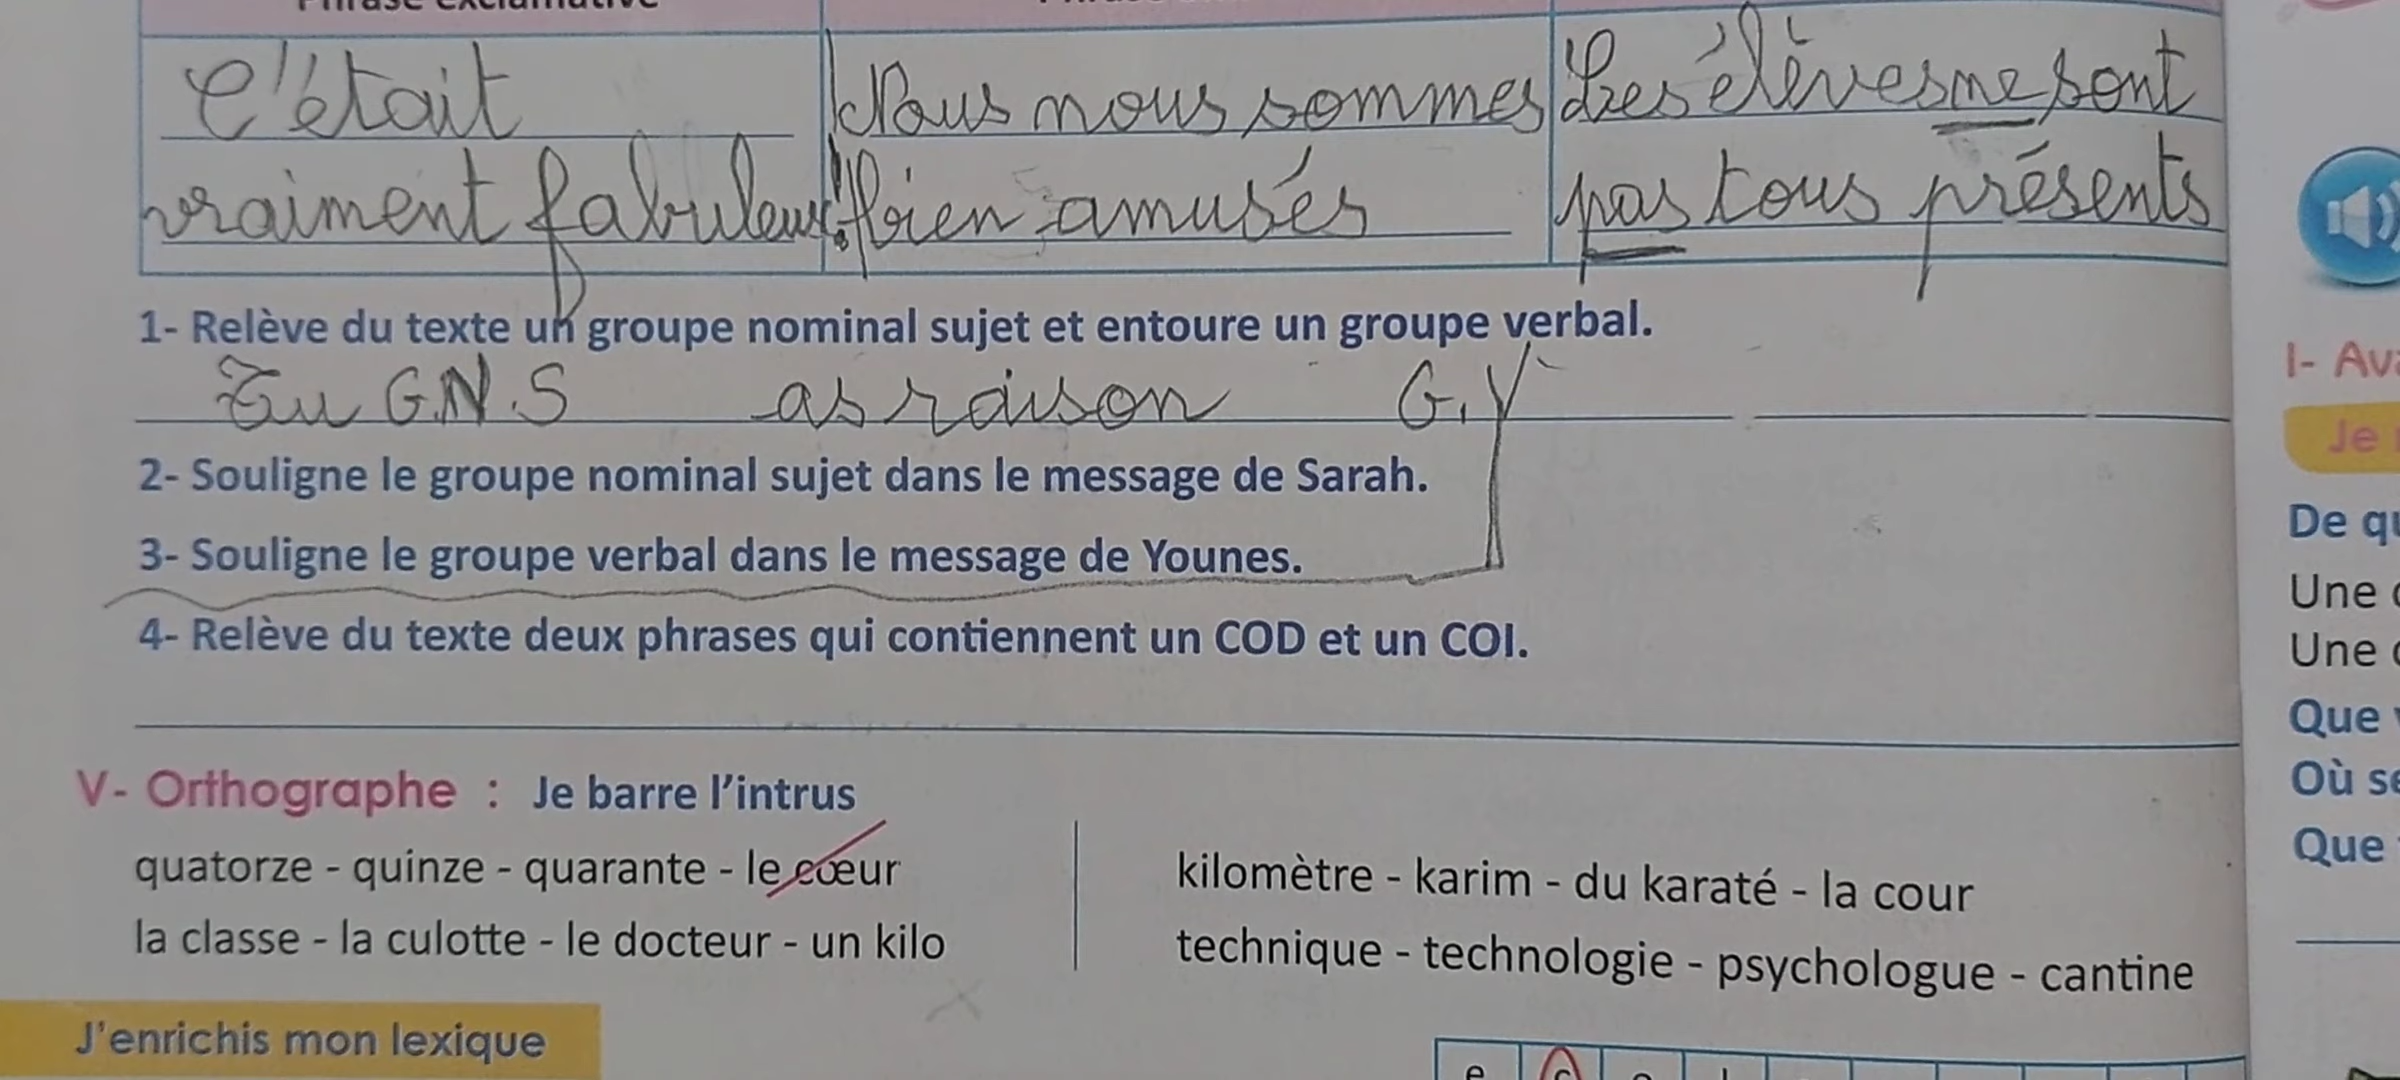 Phrase exclamative
C'était
vraiment fabuleux!
Nous nous sommes
bien amusés
Les élèves ne sont
pas tous présents
1- Relève du texte un groupe nominal sujet et entoure un groupe verbal.
Tu G.N.S as raison G.V
2- Souligne le groupe nominal sujet dans le message de Sarah.
3- Souligne le groupe verbal dans le message de Younes.
4- Relève du texte deux phrases qui contiennent un COD et un COI.
V- Orthographe : Je barre l'intrus
quatorze - quinze - quarante - le cœur
la classe - la culotte - le docteur - un kilo
kilomètre - karim - du karaté - la cour
technique - technologie - psychologue - cantine
J'enrichis mon lexique
I- Av
Je
De qu
Une
Une
Que
Où se
Que